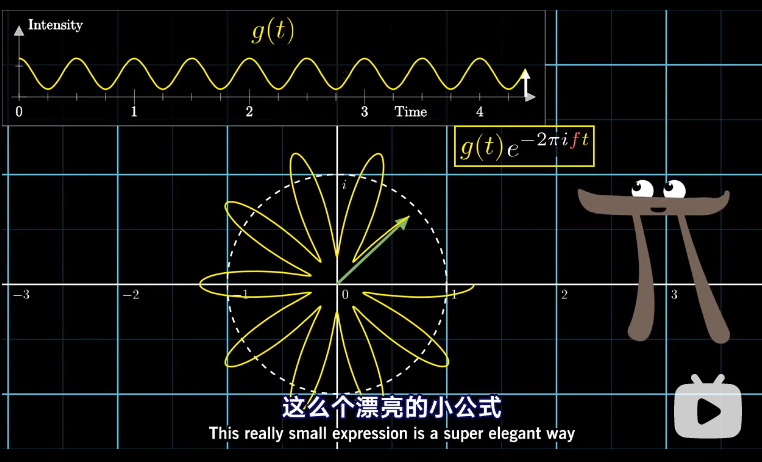 Intensity
g(t)
0 1 2 3 Time 4
g(t)e^{-2πift}
i
-3 -2 -1 0 1 2 3
这么个漂亮的小公式
This really small expression is a super elegant way